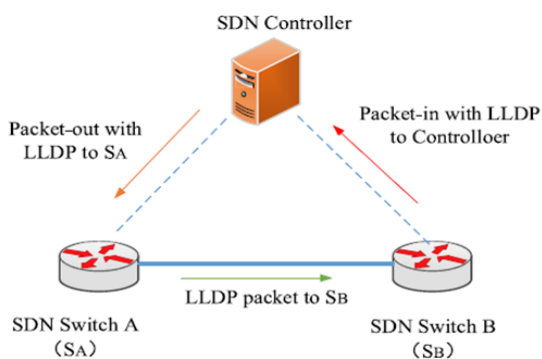 SDN Controller
Packet-out with
LLDP to SA
Packet-in with LLDP
to Controlloer
LLDP packet to SB
SDN Switch A
（SA）
SDN Switch B
（SB）